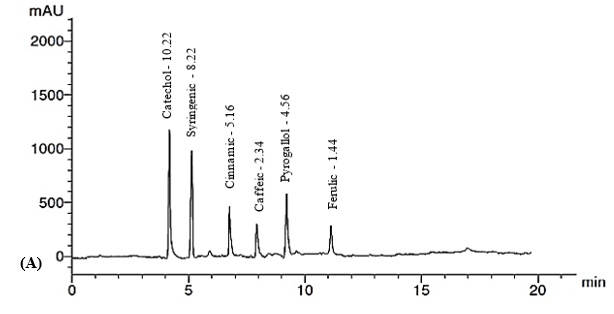 mAU
2000
1500
1000
500
0
Catechol- 10.22
Syringenic - 8.22
Cinnamic - 5.16
Caffeic - 2.34
Pyrogallol - 4.56
Ferulic - 1.44
(A)
0
5
10
15
20
min